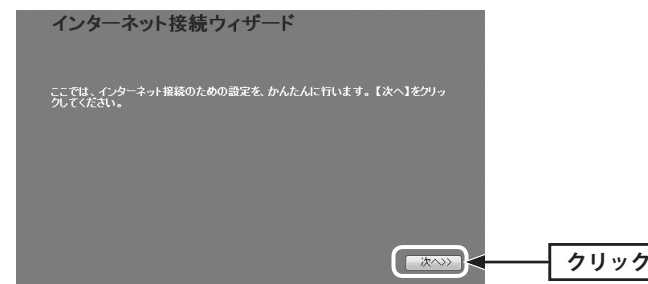 インターネット接続ウィザード
ここでは、インターネット接続のための設定を、かんたんに行います。【次へ】をクリッ
クしてください。
次へ>>
クリック